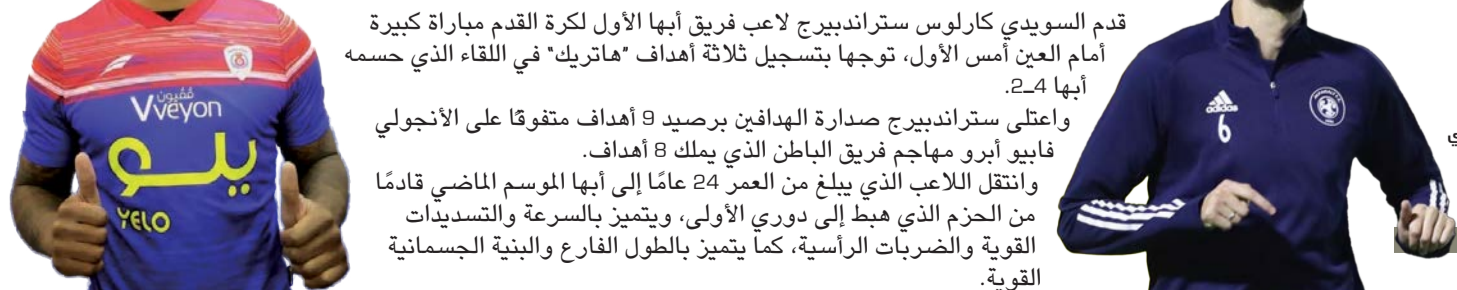 قدم السويدي كارلوس ستراندبيرج لاعب فريق أبها الأول لكرة القدم مباراة كبيرة
أمام العين أمس الأول، توجها بتسجيل ثلاثة أهداف "هاتريك" في اللقاء الذي حسمه
أبها 4ـ2.
واعتلى ستراندبيرج صدارة الهدافين برصيد 9 أهداف متفوقًا على الأنجولي
فابيو أبرو مهاجم فريق الباطن الذي يملك 8 أهداف.
وانتقل اللاعب الذي يبلغ من العمر 24 عامًا إلى أبها الموسم الماضي قادمًا
من الحزم الذي هبط إلى دوري الأولى، ويتميز بالسرعة والتسديدات
القوية والضربات الرأسية، كما يتميز بالطول الفارع والبنية الجسمانية
القوية.
ڤڤيون
Vveyon
يلو
YELO
adidas
6